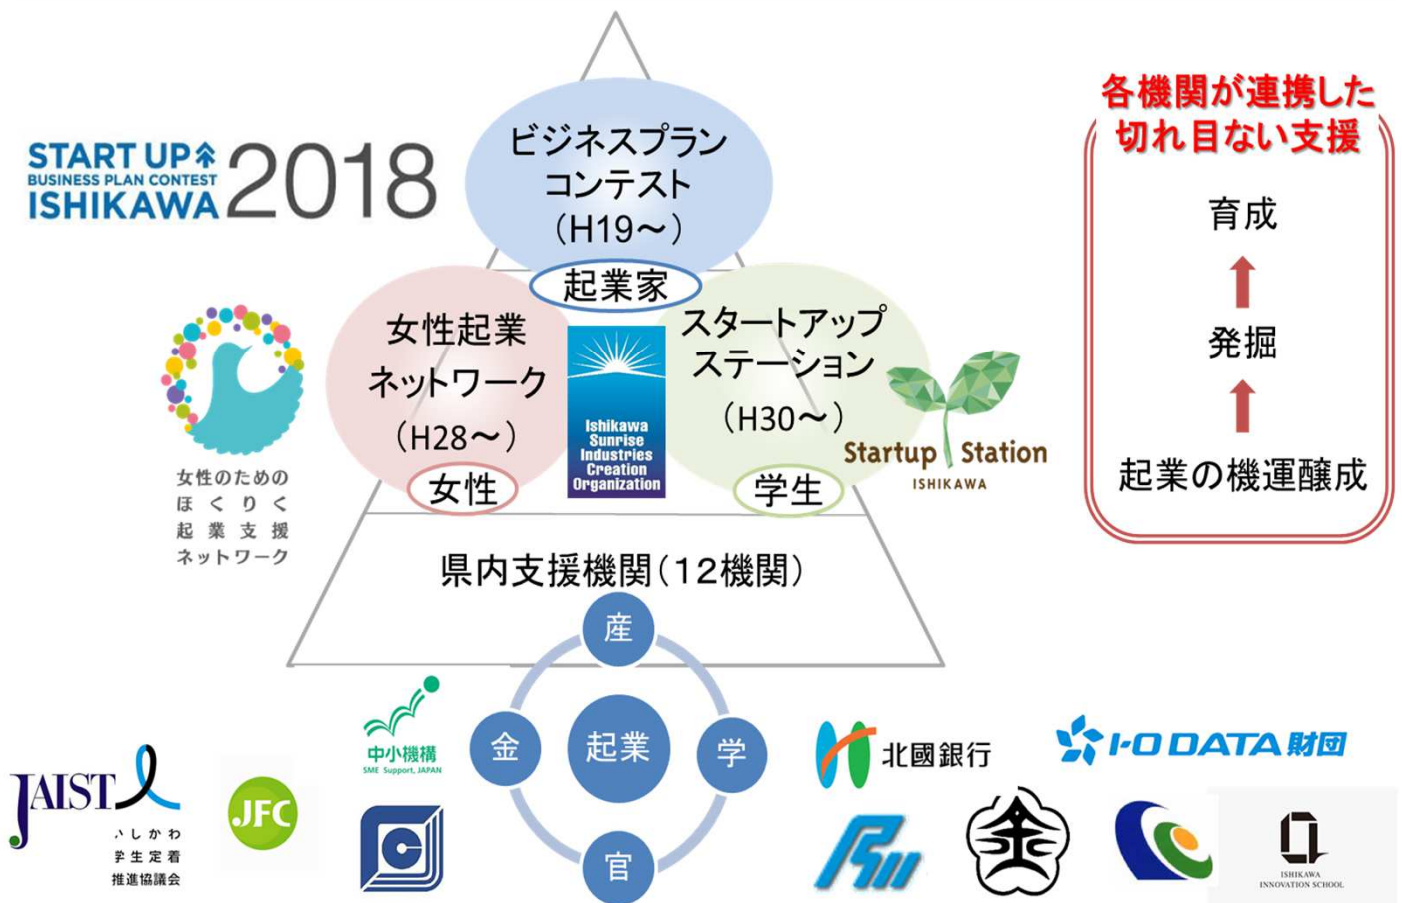 START UP
BUSINESS PLAN CONTEST
ISHIKAWA
2018
ビジネスプラン
コンテスト
（H19～）
起業家
女性起業
ネットワーク
（H28～）
女性
Ishikawa
Sunrise
Industries
Creation
Organization
スタートアップ
ステーション
（H30～）
学生
Startup Station
ISHIKAWA
女性のための
ほくりく
起業支援
ネットワーク
各機関が連携した
切れ目ない支援
育成
発掘
起業の機運醸成
県内支援機関（１２機関）
産
金
起業
学
官
中小機構
SME Support, JAPAN
JAIST
いしかわ
学生定着
推進協議会
JFC
C
北國銀行
I-O DATA 財団
金
ISHIKAWA
INNOVATION SCHOOL